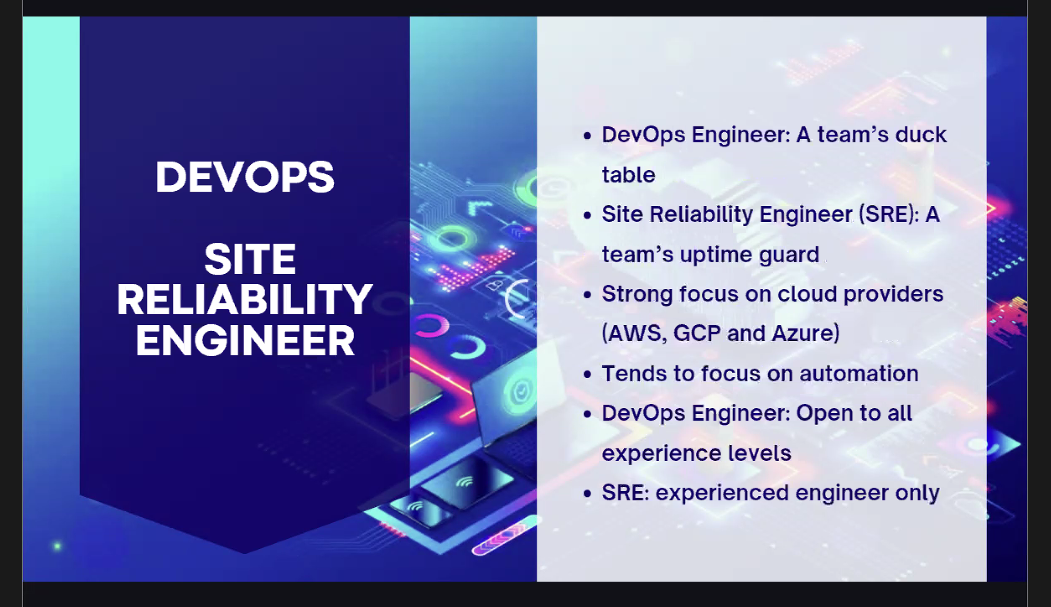 DEVOPS
SITE
RELIABILITY
ENGINEER
• DevOps Engineer: A team's duck
table
• Site Reliability Engineer (SRE): A
team's uptime guard
• Strong focus on cloud providers
(AWS, GCP and Azure)
• Tends to focus on automation
• DevOps Engineer: Open to all
experience levels
• SRE: experienced engineer only